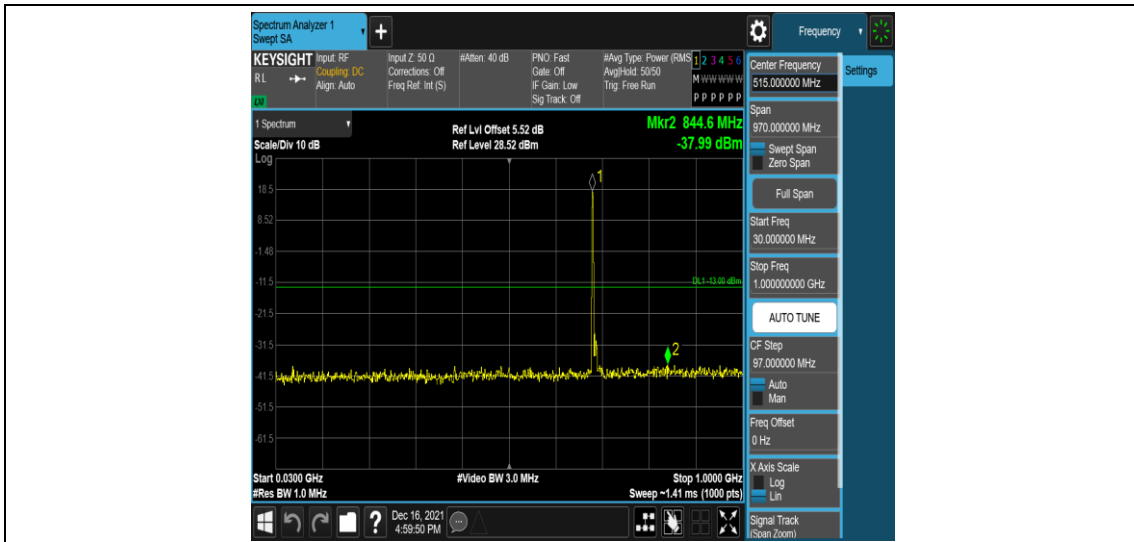 Spectrum Analyzer 1
Swept SA
Frequency
KEYSIGHT
RL
LXI
Input: RF
Coupling: DC
Align: Auto
Input Z: 50 Ω
Corrections: Off
Freq Ref: Int (S)
#Atten: 40 dB
PNO: Fast
Gate: Off
IF Gain: Low
Sig Track: Off
#Avg Type: Power (RMS
Avg|Hold: 50/50
Trig: Free Run
1 2 3 4 5 6
M W W W W W
P P P P P P
1 Spectrum
Scale/Div 10 dB
Log
Ref Lvl Offset 5.52 dB
Ref Level 28.52 dBm
Mkr2 844.6 MHz
-37.99 dBm
1
18.5
8.52
-1.48
-11.5
DL1 -13.00 dBm
-21.5
-31.5
2
-41.5
-51.5
-61.5
Start 0.0300 GHz
#Res BW 1.0 MHz
#Video BW 3.0 MHz
Stop 1.0000 GHz
Sweep ~1.41 ms (1000 pts)
?
Dec 16, 2021
4:59:50 PM
Center Frequency
515.000000 MHz
Settings
Span
970.000000 MHz
Swept Span
Zero Span
Full Span
Start Freq
30.000000 MHz
Stop Freq
1.000000000 GHz
AUTO TUNE
CF Step
97.000000 MHz
Auto
Man
Freq Offset
0 Hz
X Axis Scale
Log
Lin
Signal Track
(Span Zoom)